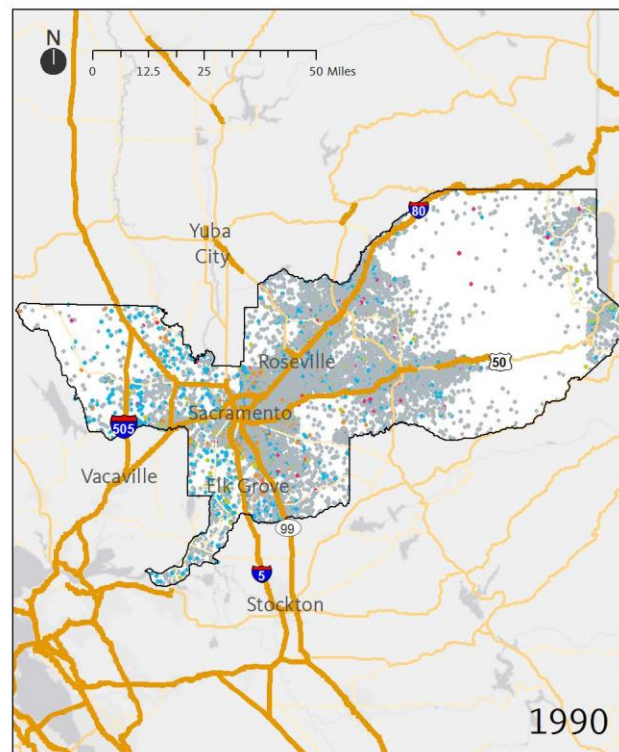 N
0 12.5 25 50 Miles
80
Yuba
City
Roseville
50
Sacramento
505
Vacaville
Elk Grove
99
5
Stockton
1990